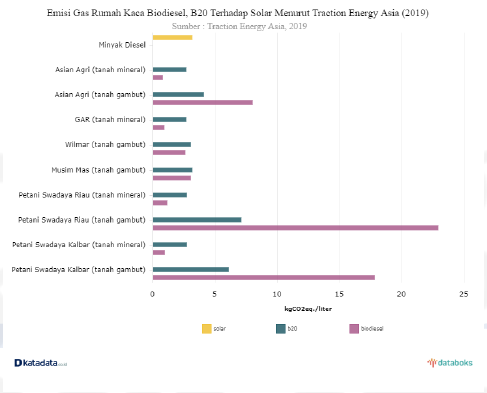 Emisi Gas Rumah Kaca Biodiesel, B20 Terhadap Solar Menurut Traction Energy Asia (2019)
Sumber : Traction Energy Asia, 2019
Minyak Diesel
Asian Agri (tanah mineral)
Asian Agri (tanah gambut)
GAR (tanah mineral)
Wilmar (tanah gambut)
Musim Mas (tanah gambut)
Petani Swadaya Riau (tanah mineral)
Petani Swadaya Riau (tanah gambut)
Petani Swadaya Kalbar (tanah mineral)
Petani Swadaya Kalbar (tanah gambut)
0 5 10 15 20 25
kgCO2eq./liter
solar b20 biodiesel
Dkatadata.co.id databoks